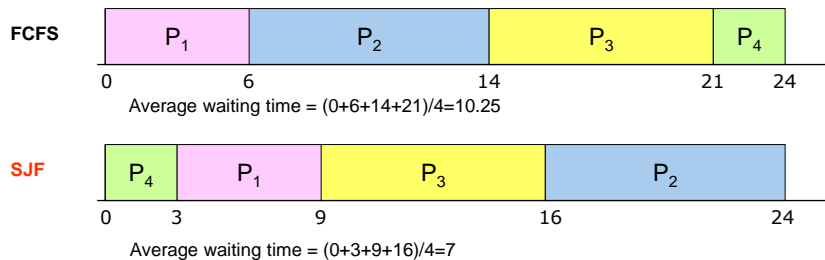 FCFS P₁ P₂ P₃ P₄
0 6 14 21 24
Average waiting time = (0+6+14+21)/4=10.25
SJF P₄ P₁ P₃ P₂
0 3 9 16 24
Average waiting time = (0+3+9+16)/4=7